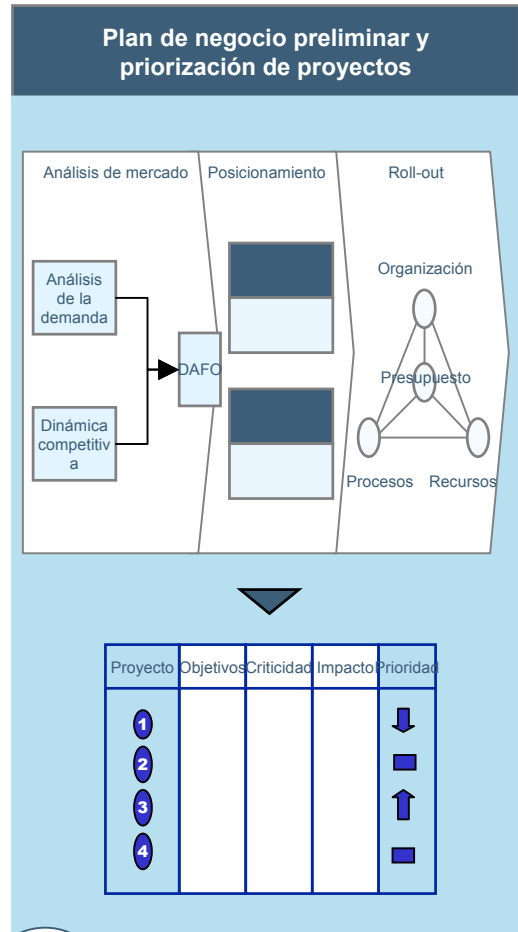 Plan de negocio preliminar y
priorización de proyectos
Análisis de mercado
Posicionamiento
Roll-out
Análisis
de la
demanda
Dinámica
competitiv
a
DAFO
Organización
Presupuesto
Procesos
Recursos
Proyecto
Objetivos
Criticidad
Impacto
Prioridad
1
2
3
4